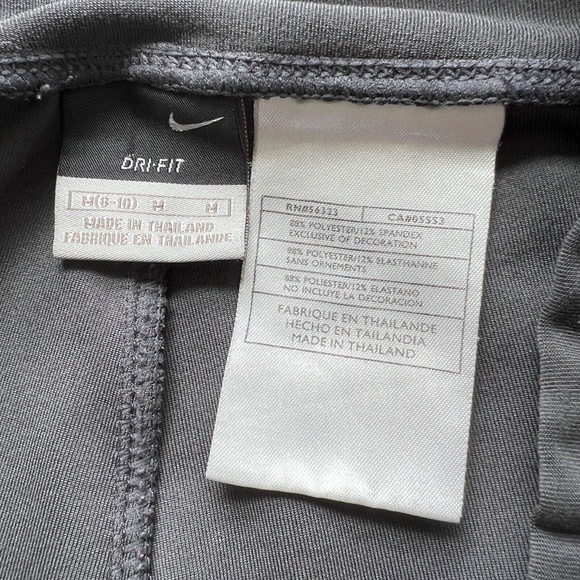 DRI-FIT
M(8-10) M M
MADE IN THAILAND
FABRIQUE EN THAILANDE
RN#56323 CA#05553
88% POLYESTER/12% SPANDEX
EXCLUSIVE OF DECORATION
88% POLYESTER/12% ELASTHANNE
SANS ORNEMENTS
88% POLIESTER/12% ELASTANO
NO INCLUYE LA DECORACION
FABRIQUE EN THAILANDE
HECHO EN TAILANDIA
MADE IN THAILAND